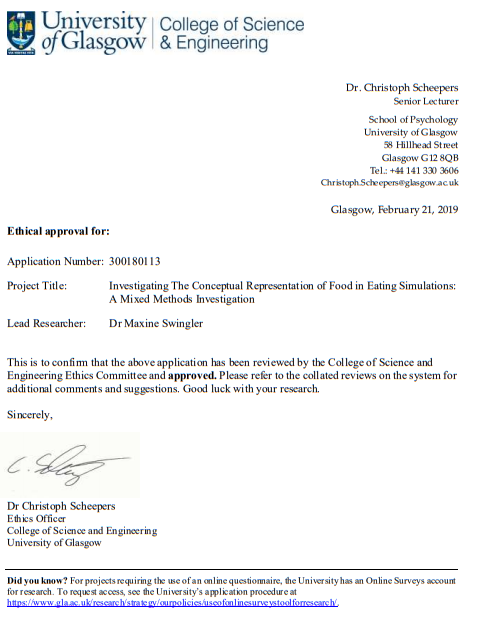 University of Glasgow
College of Science & Engineering
Dr. Christoph Scheepers
Senior Lecturer
School of Psychology
University of Glasgow
58 Hillhead Street
Glasgow G12 8QB
Tel.: +44 141 330 3606
Christoph.Scheepers@glasgow.ac.uk
Glasgow, February 21, 2019
Ethical approval for:
Application Number: 300180113
Project Title: Investigating The Conceptual Representation of Food in Eating Simulations:
A Mixed Methods Investigation
Lead Researcher: Dr Maxine Swingler
This is to confirm that the above application has been reviewed by the College of Science and
Engineering Ethics Committee and approved. Please refer to the collated reviews on the system for
additional comments and suggestions. Good luck with your research.
Sincerely,
Dr Christoph Scheepers
Ethics Officer
College of Science and Engineering
University of Glasgow
Did you know? For projects requiring the use of an online questionnaire, the University has an Online Surveys account
for research. To request access, see the University's application procedure at
https://www.gla.ac.uk/research/strategy/ourpolicies/useofonlinesurveystoolforresearch/.